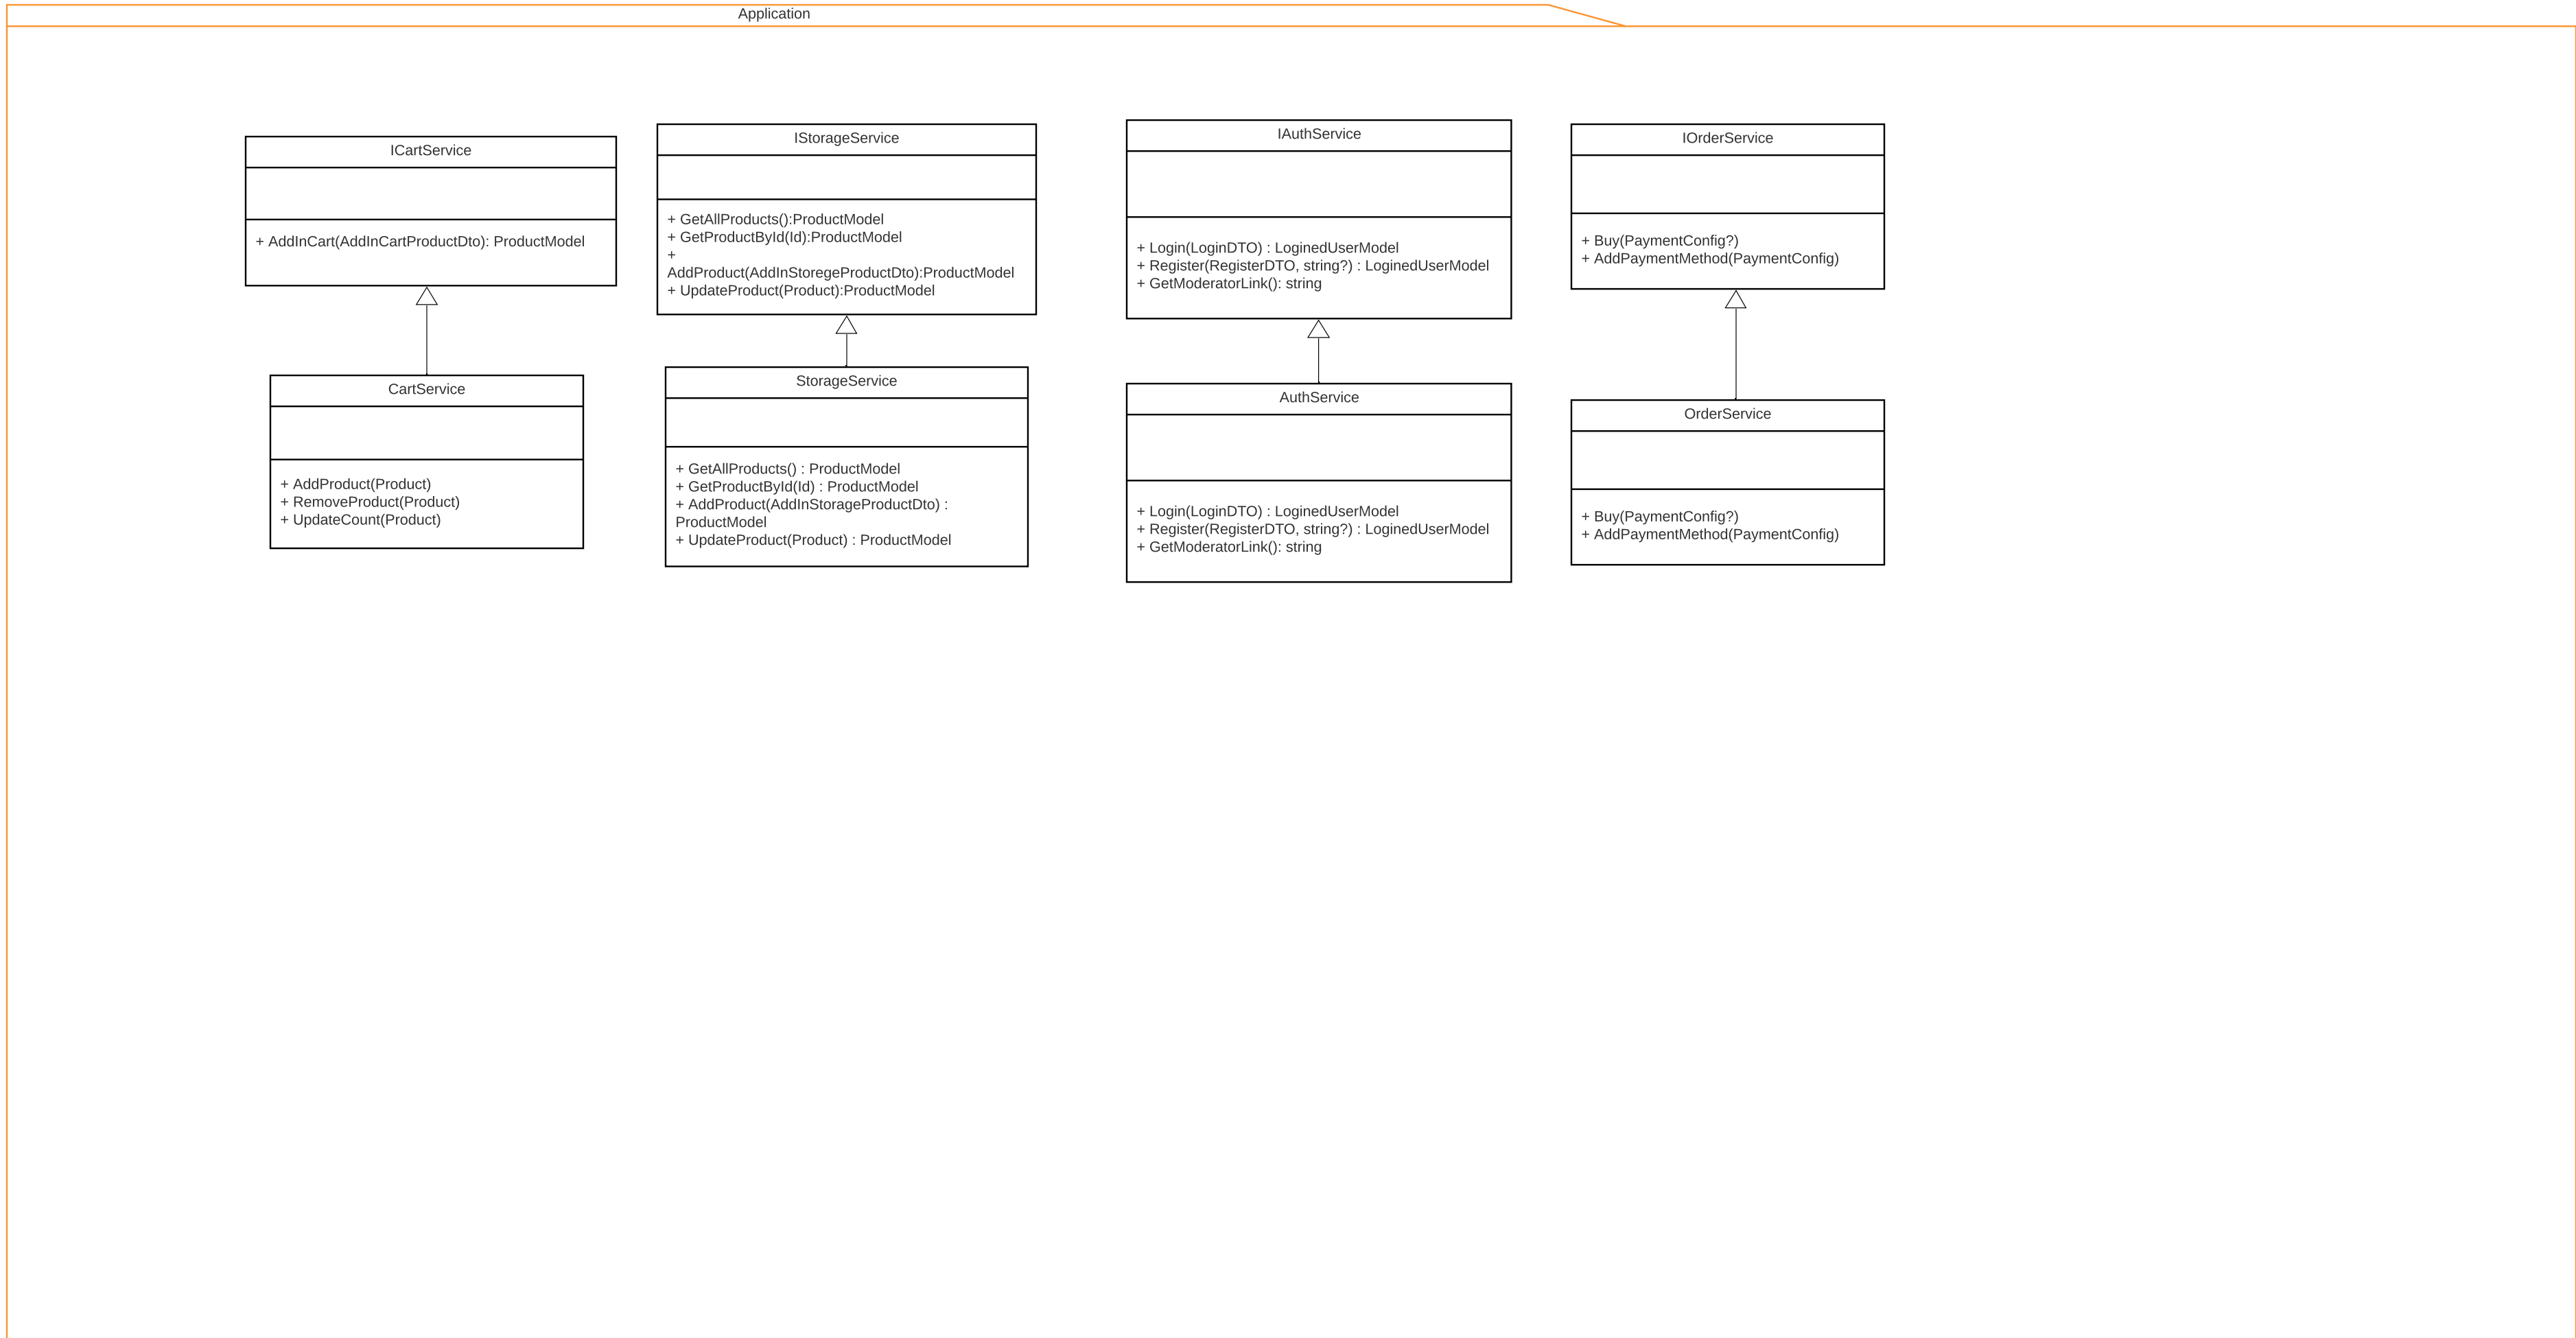 Application
ICartService
+ AddInCart(AddInCartProductDto): ProductModel
IStorageService
+ GetAllProducts():ProductModel
+ GetProductById(Id):ProductModel
+
AddProduct(AddInStoregeProductDto):ProductModel
+ UpdateProduct(Product):ProductModel
IAuthService
+ Login(LoginDTO) : LoginedUserModel
+ Register(RegisterDTO, string?) : LoginedUserModel
+ GetModeratorLink(): string
IOrderService
+ Buy(PaymentConfig?)
+ AddPaymentMethod(PaymentConfig)
CartService
+ AddProduct(Product)
+ RemoveProduct(Product)
+ UpdateCount(Product)
StorageService
+ GetAllProducts() : ProductModel
+ GetProductById(Id) : ProductModel
+ AddProduct(AddInStorageProductDto) :
ProductModel
+ UpdateProduct(Product) : ProductModel
AuthService
+ Login(LoginDTO) : LoginedUserModel
+ Register(RegisterDTO, string?) : LoginedUserModel
+ GetModeratorLink(): string
OrderService
+ Buy(PaymentConfig?)
+ AddPaymentMethod(PaymentConfig)